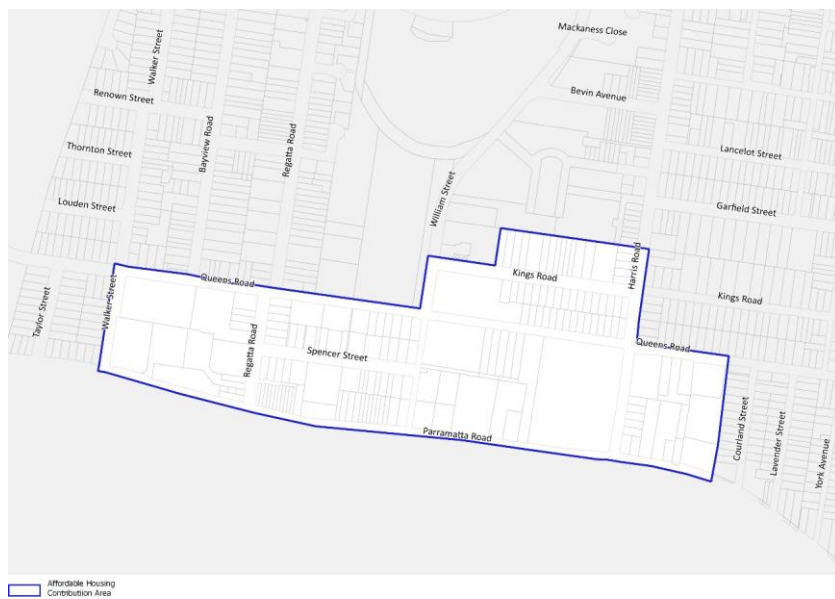 Mackaness Close
Walker Street
Renown Street
Bevin Avenue
Bayview Road
Regatta Road
Thornton Street
Lancelot Street
Louden Street
William Street
Garfield Street
Queens Road
Kings Road
Harris Road
Kings Road
Taylor Street
Walker Street
Regatta Road
Spencer Street
Queens Road
Parramatta Road
Courland Street
Lavender Street
York Avenue
Affordable Housing
Contributiion Area